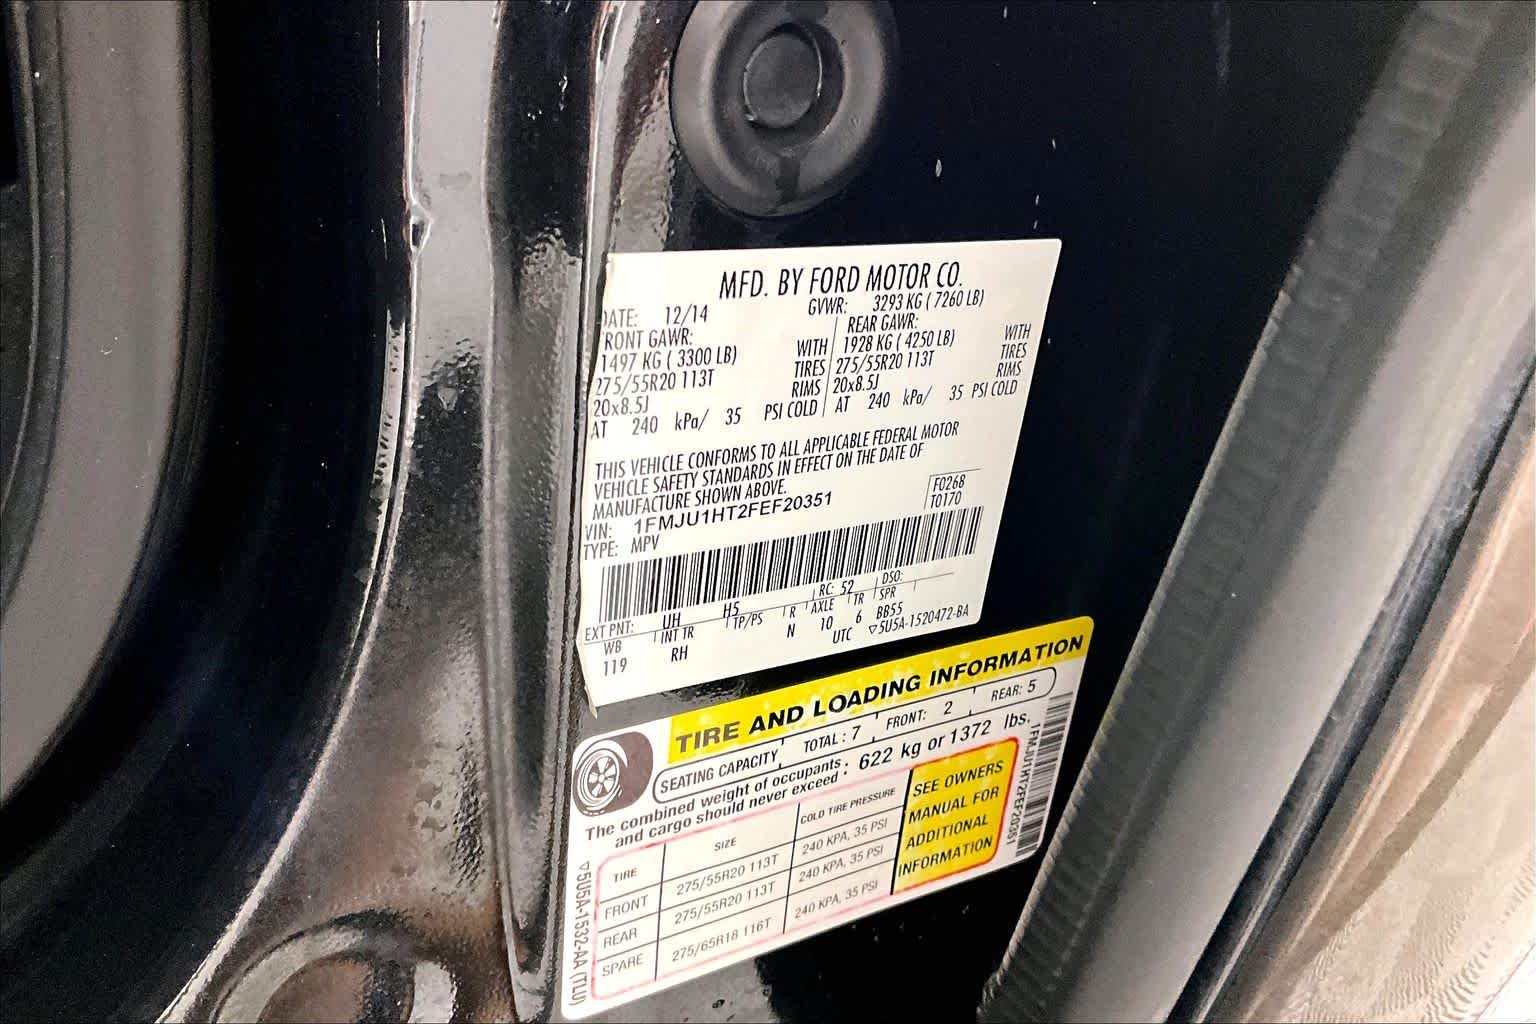 MFD. BY FORD MOTOR CO.
DATE: 12/14 GVWR: 3293 KG ( 7260 LB)
FRONT GAWR: REAR GAWR:
1497 KG ( 3300 LB) WITH 1928 KG ( 4250 LB) WITH
275/55R20 113T TIRES 275/55R20 113T TIRES
20x8.5J RIMS 20x8.5J RIMS
AT 240 kPa/ 35 PSI COLD AT 240 kPa/ 35 PSI COLD
THIS VEHICLE CONFORMS TO ALL APPLICABLE FEDERAL MOTOR
VEHICLE SAFETY STANDARDS IN EFFECT ON THE DATE OF
MANUFACTURE SHOWN ABOVE.
F0268
T0170
VIN: 1FMJU1HT2FEF20351
TYPE: MPV
EXT PNT: UH H5 RC: 52 DSO:
WB INT TR TP/PS R AXLE TR SPR
119 RH N 10 6 BB55
UTC ▽5U5A-1520472-BA
TIRE AND LOADING INFORMATION
SEATING CAPACITY TOTAL: 7 FRONT: 2 REAR: 5
The combined weight of occupants
and cargo should never exceed : 622 kg or 1372 lbs.
TIRE SIZE COLD TIRE PRESSURE
FRONT 275/55R20 113T 240 KPA, 35 PSI
REAR 275/55R20 113T 240 KPA, 35 PSI
SPARE 275/65R18 116T 240 KPA, 35 PSI
SEE OWNERS
MANUAL FOR
ADDITIONAL
INFORMATION
1FMJU1HT2FEF20351
▽5U5A-1532-AA (TLU)